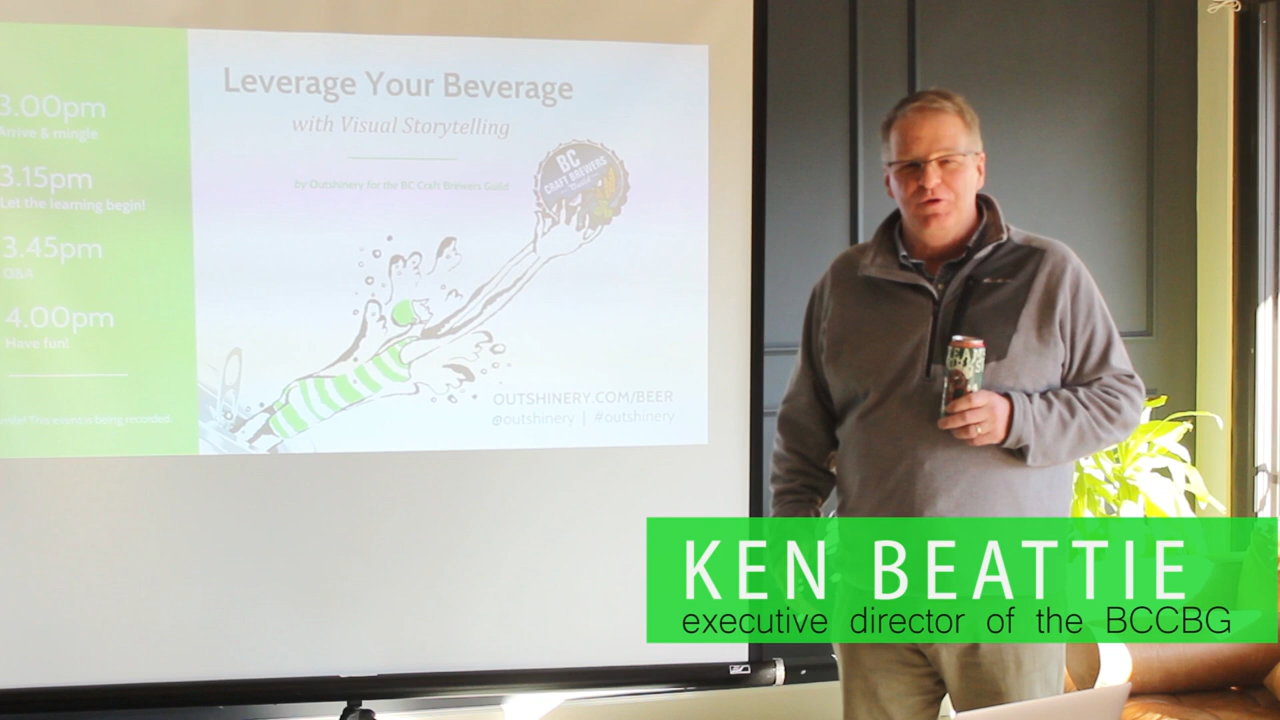 3.00pm
Arrive & mingle
3.15pm
Let the learning begin!
3.45pm
Q&A
4.00pm
Have fun!
This event is being recorded.
Leverage Your Beverage
with Visual Storytelling
by Outshinery for the BC Craft Brewers Guild
BC
CRAFT BREWERS
Guild
OUTSHINERY.COM/BEER
@outshinery | #outshinery
KEN BEATTIE
executive director of the BCCBG